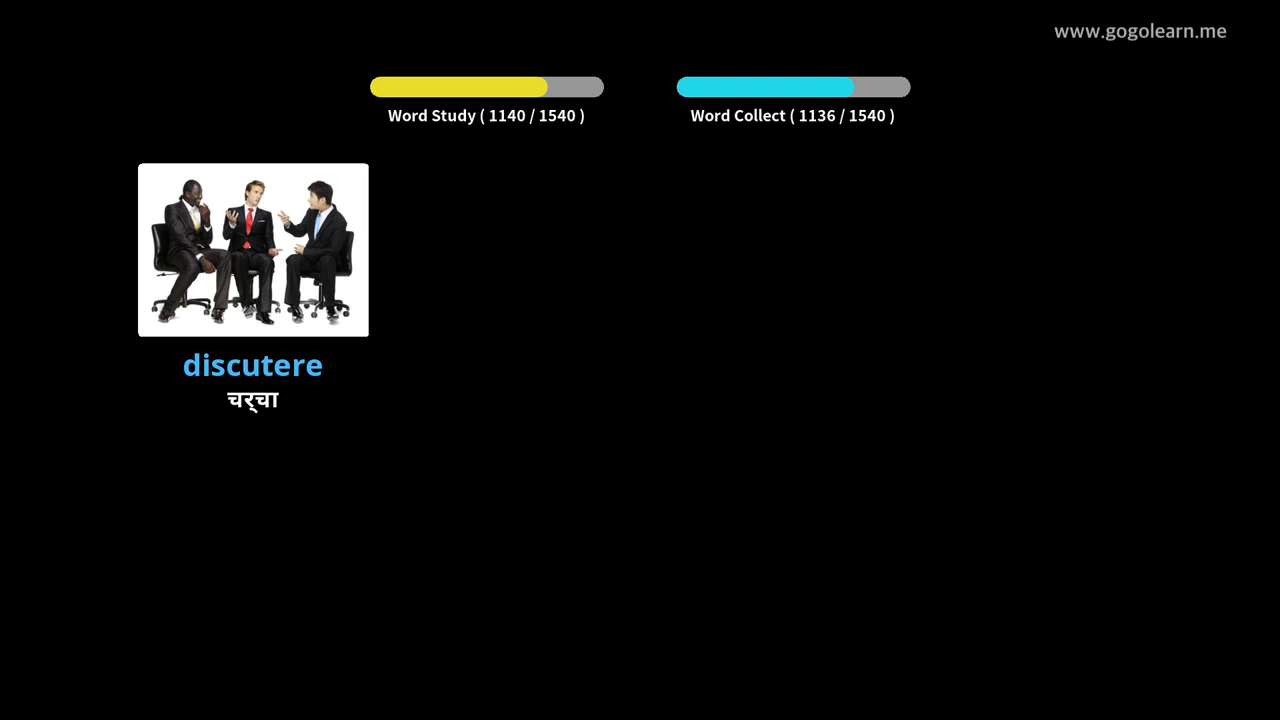 www.gogolearn.me
Word Study ( 1140 / 1540 )
Word Collect ( 1136 / 1540 )
discutere
चर्चा